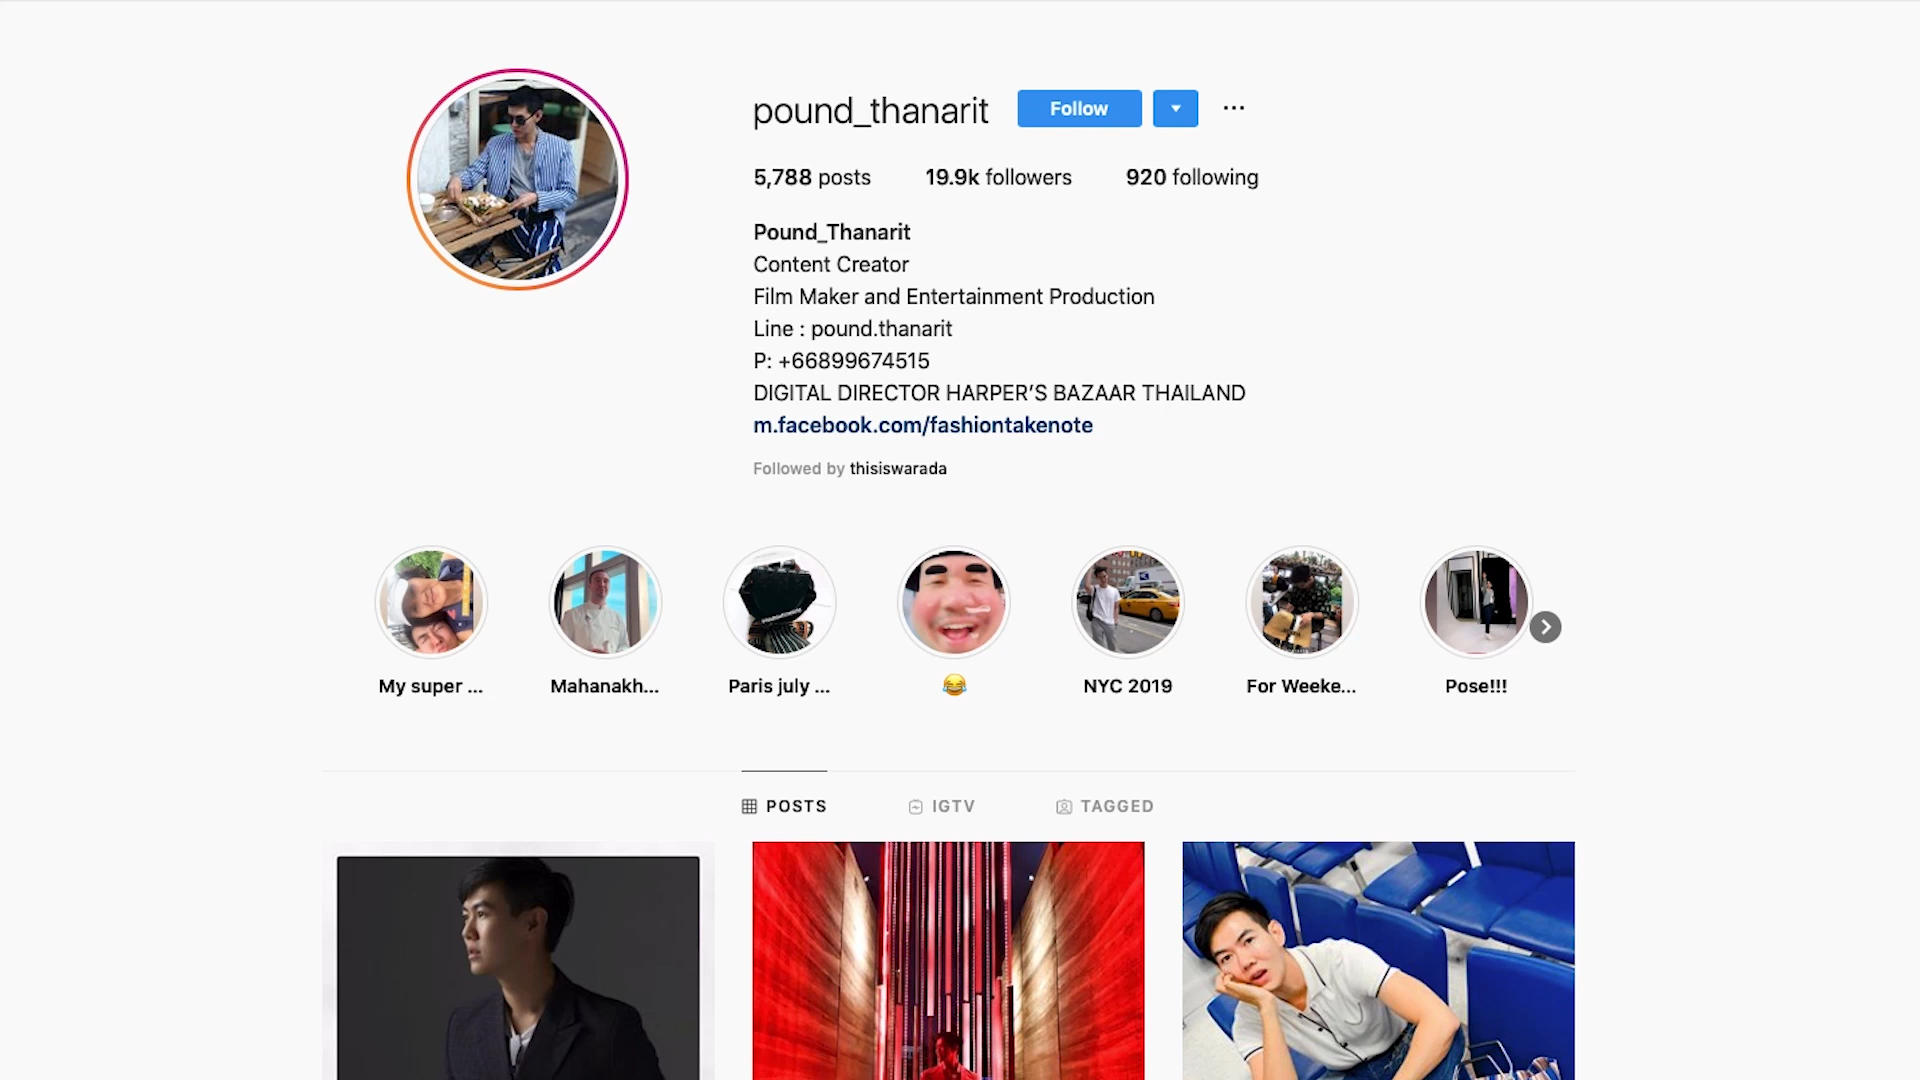 pound_thanarit
Follow
5,788 posts
19.9k followers
920 following
Pound_Thanarit
Content Creator
Film Maker and Entertainment Production
Line : pound.thanarit
P: +66899674515
DIGITAL DIRECTOR HARPER’S BAZAAR THAILAND
m.facebook.com/fashiontakenote
Followed by thisiswarada
My super ...
Mahanakh...
Paris july ...
😂
NYC 2019
For Weeke...
Pose!!!
POSTS
IGTV
TAGGED